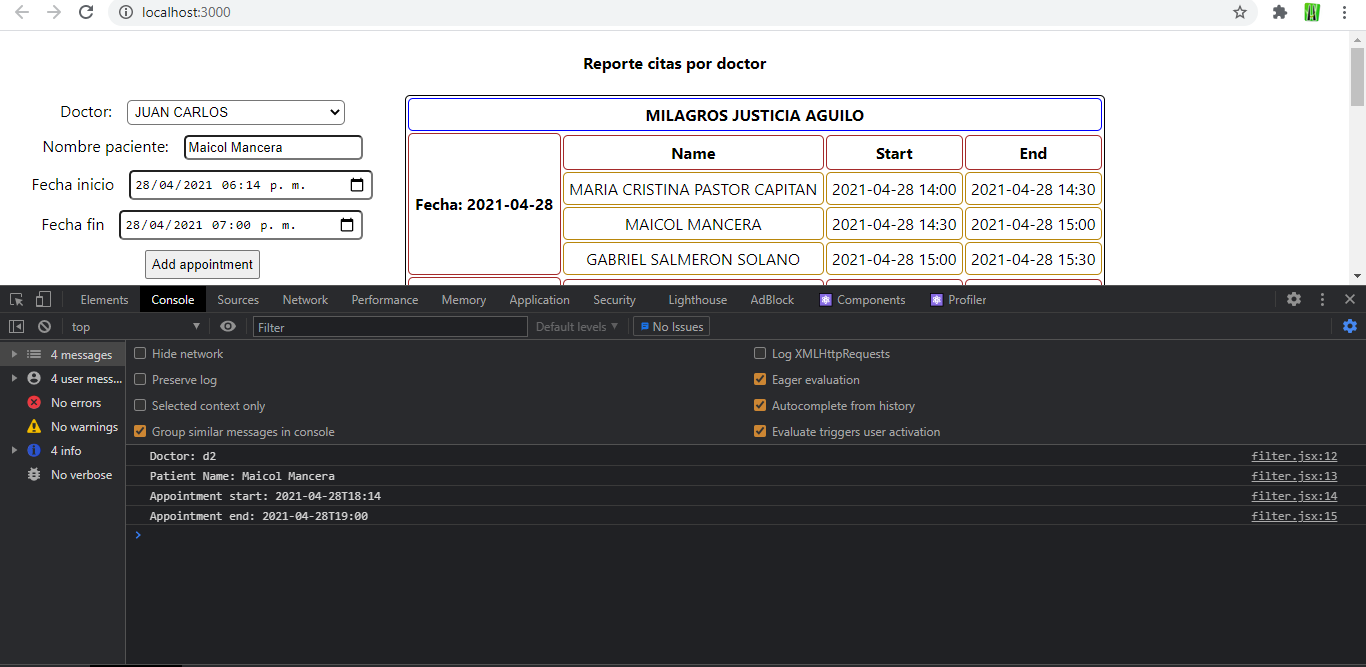 localhost:3000
Reporte citas por doctor
Doctor: JUAN CARLOS
Nombre paciente: Maicol Mancera
Fecha inicio 28/04/2021 06:14 p. m.
Fecha fin 28/04/2021 07:00 p. m.
Add appointment
MILAGROS JUSTICIA AGUILO
Fecha: 2021-04-28
Name Start End
MARIA CRISTINA PASTOR CAPITAN 2021-04-28 14:00 2021-04-28 14:30
MAICOL MANCERA 2021-04-28 14:30 2021-04-28 15:00
GABRIEL SALMERON SOLANO 2021-04-28 15:00 2021-04-28 15:30
Elements Console Sources Network Performance Memory Application Security Lighthouse AdBlock Components Profiler
top Filter Default levels No Issues
4 messages
4 user mess...
No errors
No warnings
4 info
No verbose
Hide network
Preserve log
Selected context only
Group similar messages in console
Log XMLHttpRequests
Eager evaluation
Autocomplete from history
Evaluate triggers user activation
Doctor: d2 filter.jsx:12
Patient Name: Maicol Mancera filter.jsx:13
Appointment start: 2021-04-28T18:14 filter.jsx:14
Appointment end: 2021-04-28T19:00 filter.jsx:15